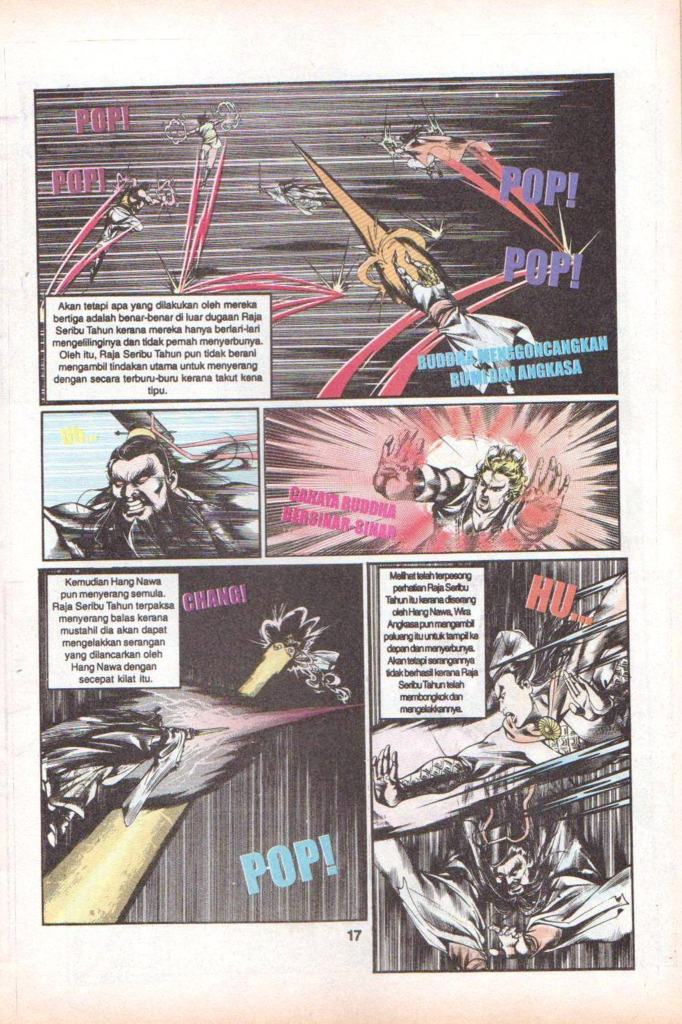 POP!
POP!
POP!
POP!
Akan tetapi apa yang dilakukan oleh mereka
bertiga adalah benar-benar di luar dugaan Raja
Seribu Tahun kerana mereka hanya berlari-lari
mengelilinginya dan tidak pernah menyerbunya.
Oleh itu, Raja Seribu Tahun pun tidak berani
mengambil tindakan utama untuk menyerang
dengan secara terburu-buru kerana takut kena
tipu.
BUDDHA MENGGONCANGKAN
BUMI DAN ANGKASA
CAHAYA BUDDHA
BERSINAR-SINAR
Kemudian Hang Nawa
pun menyerang semula.
Raja Seribu Tahun terpaksa
menyerang balas kerana
mustahil dia akan dapat
mengelakkan serangan
yang dilancarkan oleh
Hang Nawa dengan
secepat kilat itu.
CHANG!
POP!
Melihat telah terpesong
perhatian Raja Seribu
Tahun itu kerana diserang
oleh Hang Nawa, Wira
Angkasa pun mengambil
peluang itu untuk tampil ke
depan dan menyerbunya.
Akan tetapi serangannya
tidak berhasil kerana Raja
Seribu Tahun telah
membongkok dan
mengelakkannya.
HU...
17